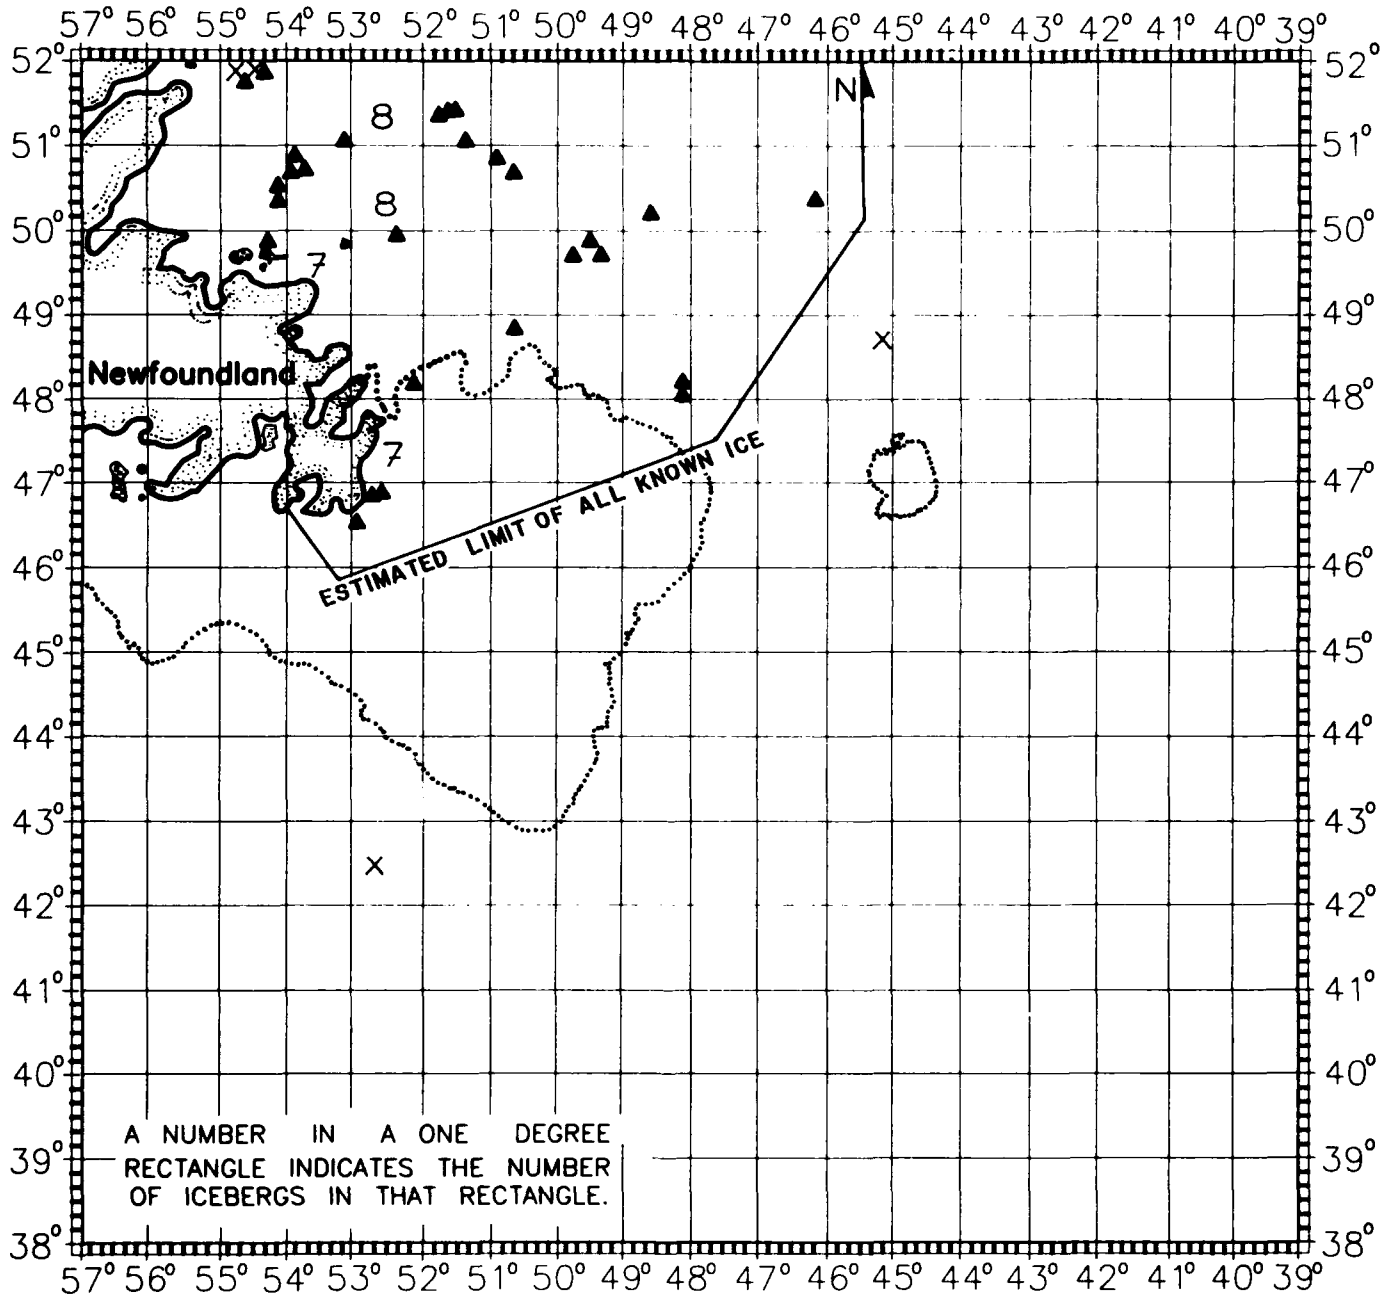 57° 56° 55° 54° 53° 52° 51° 50° 49° 48° 47° 46° 45° 44° 43° 42° 41° 40° 39°
52° 52°
N
8
51° 51°
8
50° 50°
7
49° 49°
Newfoundland
48° 48°
7
47° 47°
ESTIMATED LIMIT OF ALL KNOWN ICE
46° 46°
45° 45°
44° 44°
43° 43°
42° 42°
41° 41°
40° 40°
A NUMBER IN A ONE DEGREE
39° 39°
RECTANGLE INDICATES THE NUMBER
OF ICEBERGS IN THAT RECTANGLE.
38° 38°
57° 56° 55° 54° 53° 52° 51° 50° 49° 48° 47° 46° 45° 44° 43° 42° 41° 40° 39°